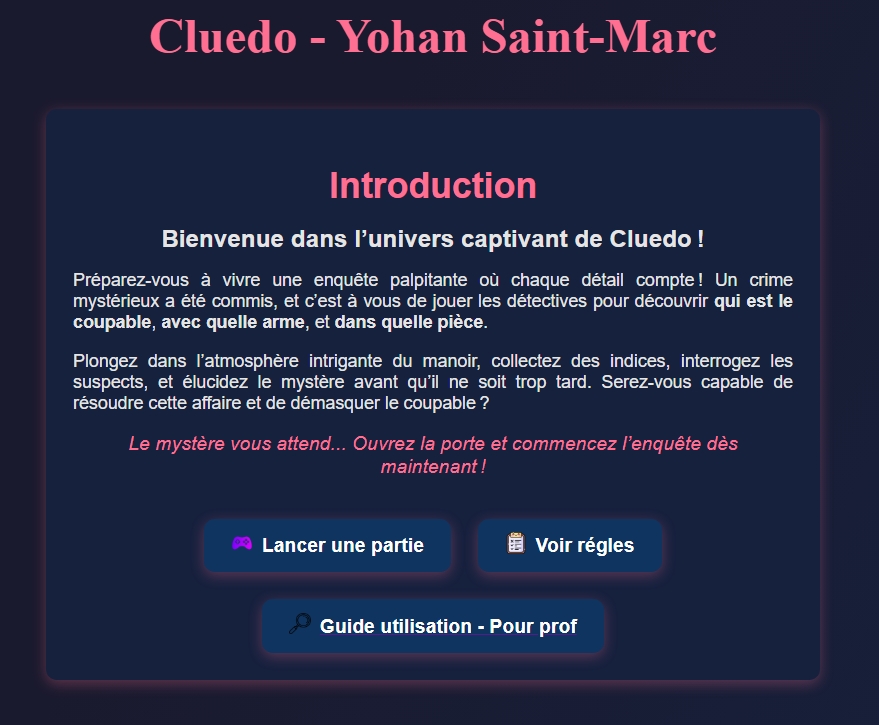 Cluedo - Yohan Saint-Marc
Introduction
Bienvenue dans l’univers captivant de Cluedo !
Préparez-vous à vivre une enquête palpitante où chaque détail compte ! Un crime
mystérieux a été commis, et c’est à vous de jouer les détectives pour découvrir qui est le
coupable, avec quelle arme, et dans quelle pièce.
Plongez dans l’atmosphère intrigante du manoir, collectez des indices, interrogez les
suspects, et élucidez le mystère avant qu’il ne soit trop tard. Serez-vous capable de
résoudre cette affaire et de démasquer le coupable ?
Le mystère vous attend... Ouvrez la porte et commencez l’enquête dès
maintenant !
Lancer une partie
Voir régles
Guide utilisation - Pour prof